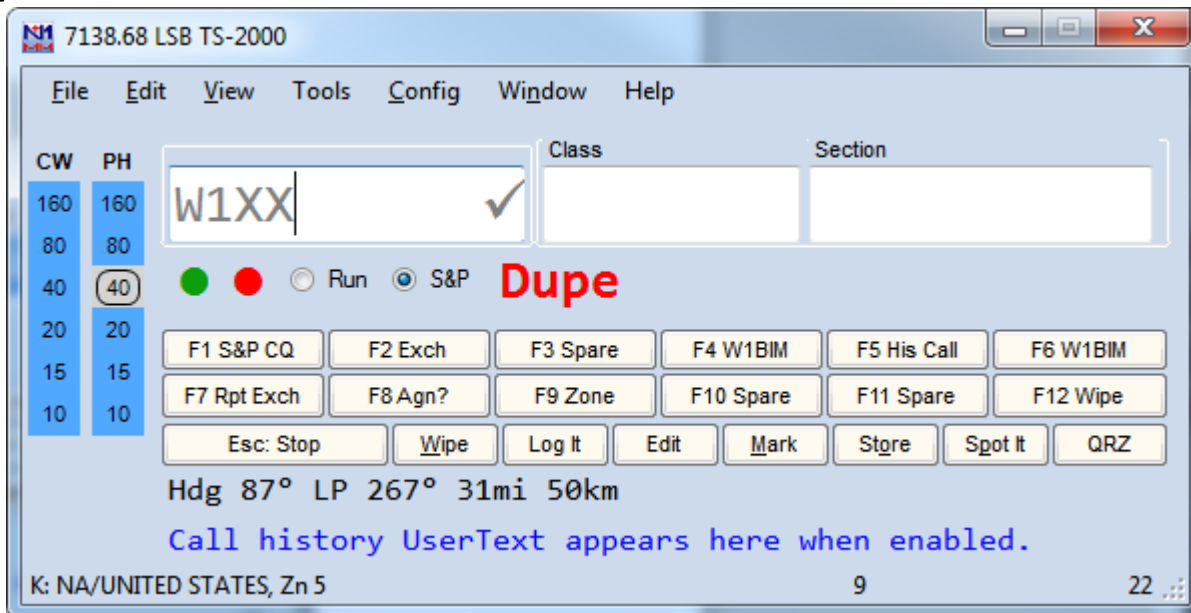 N1MM 7138.68 LSB TS-2000
File Edit View Tools Config Window Help
CW PH Class Section
160 160 W1XX
80 80
40 40 Run S&P Dupe
20 20
15 15
10 10
F1 S&P CQ F2 Exch F3 Spare F4 W1BIM F5 His Call F6 W1BIM
F7 Rpt Exch F8 Agn? F9 Zone F10 Spare F11 Spare F12 Wipe
Esc: Stop Wipe Log It Edit Mark Store Spot It QRZ
Hdg 87° LP 267° 31mi 50km
Call history UserText appears here when enabled.
K: NA/UNITED STATES, Zn 5 9 22